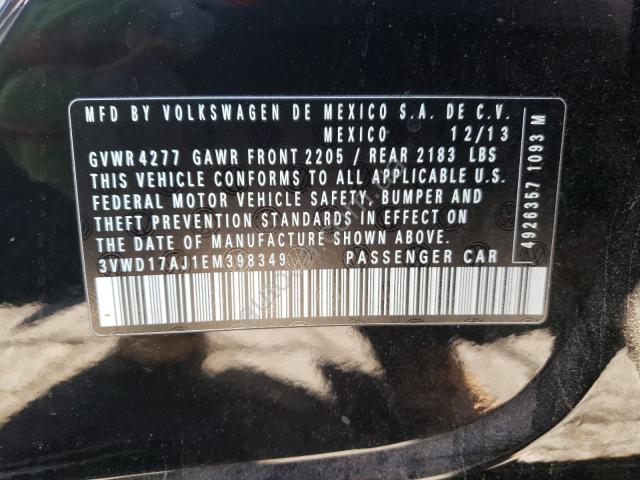 MFD BY VOLKSWAGEN DE MEXICO S.A. DE C.V.
MEXICO 12/13
GVWR 4277 GAWR FRONT 2205 / REAR 2183 LBS
THIS VEHICLE CONFORMS TO ALL APPLICABLE U.S.
FEDERAL MOTOR VEHICLE SAFETY, BUMPER AND
THEFT PREVENTION STANDARDS IN EFFECT ON
THE DATE OF MANUFACTURE SHOWN ABOVE.
3VWD17AJ1EM398349 PASSENGER CAR
4926357 1093 M